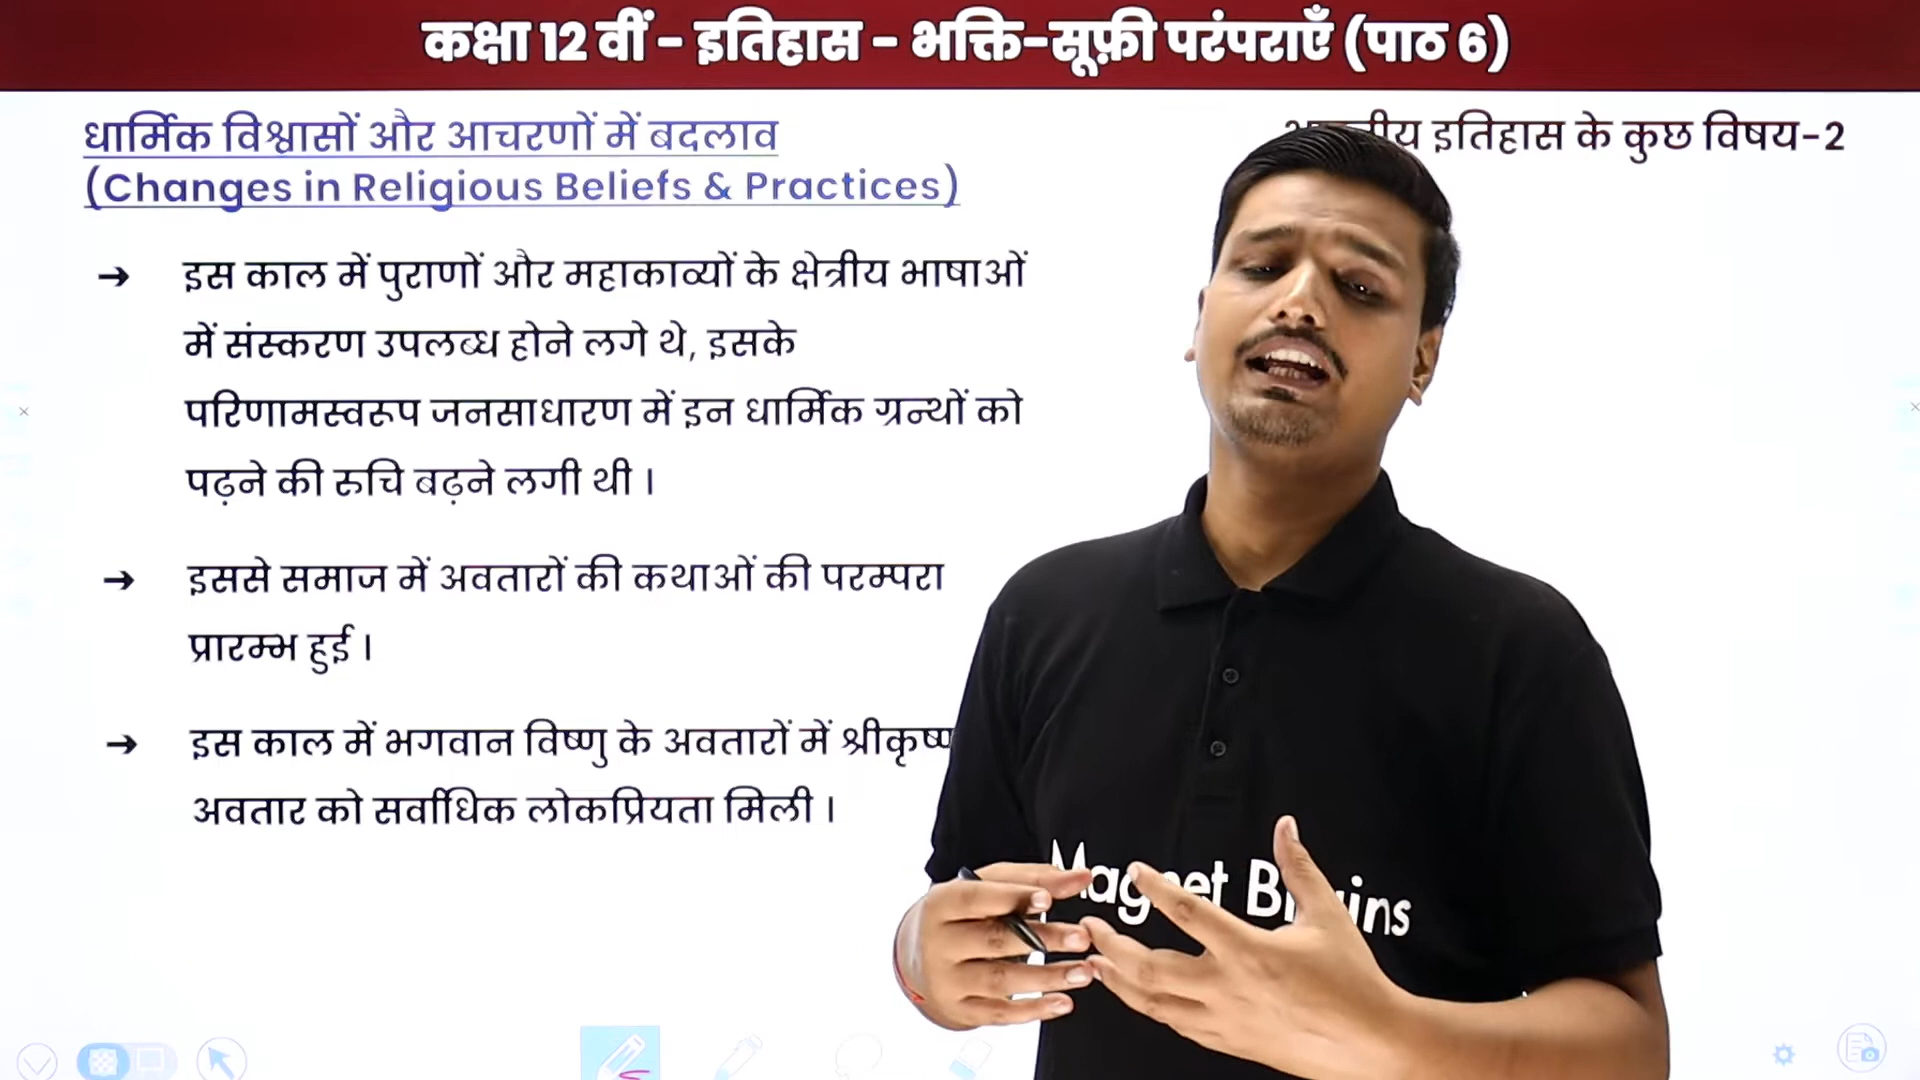 कक्षा 12 वीं - इतिहास - भक्ति-सूफ़ी परंपराएँ (पाठ 6)
धार्मिक विश्वासों और आचरणों में बदलाव
(Changes in Religious Beliefs & Practices)
इतिहास के कुछ विषय-2
➔ इस काल में पुराणों और महाकाव्यों के क्षेत्रीय भाषाओं
में संस्करण उपलब्ध होने लगे थे, इसके
परिणामस्वरूप जनसाधारण में इन धार्मिक ग्रन्थों को
पढ़ने की रुचि बढ़ने लगी थी ।
➔ इससे समाज में अवतारों की कथाओं की परम्परा
प्रारम्भ हुई ।
➔ इस काल में भगवान विष्णु के अवतारों में श्रीकृष्ण
अवतार को सर्वाधिक लोकप्रियता मिली ।
Magnet Brains